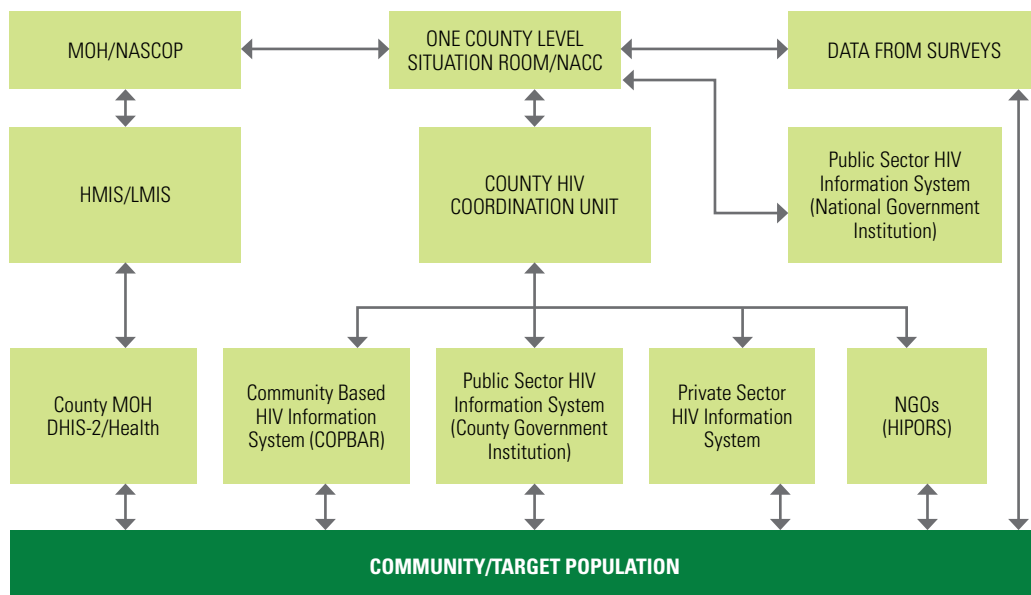 MOH/NASCOP
ONE COUNTY LEVEL
SITUATION ROOM/NACC
DATA FROM SURVEYS
HMIS/LMIS
COUNTY HIV
COORDINATION UNIT
Public Sector HIV
Information System
(National Government
Institution)
County MOH
DHIS-2/Health
Community Based
HIV Information
System (COPBAR)
Public Sector HIV
Information System
(County Government
Institution)
Private Sector
HIV Information
System
NGOs
(HIPORS)
COMMUNITY/TARGET POPULATION